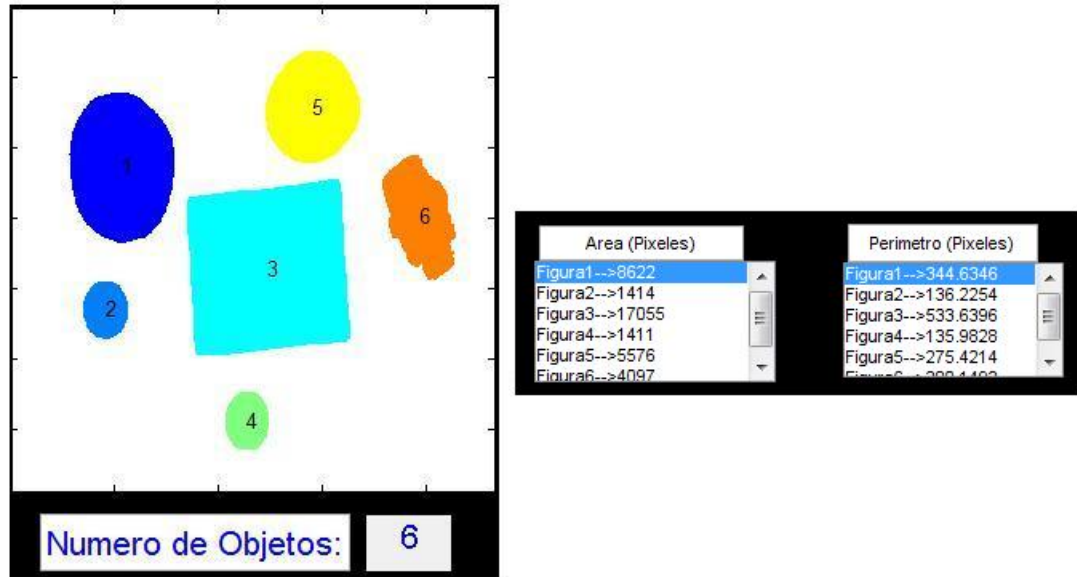 5
1
6
3
2
4
Numero de Objetos:
6
Area (Pixeles)
Figura1-->8622
Figura2-->1414
Figura3-->17055
Figura4-->1411
Figura5-->5576
Figura6-->4097
Perimetro (Pixeles)
Figura1-->344.6346
Figura2-->136.2254
Figura3-->533.6396
Figura4-->135.9828
Figura5-->275.4214